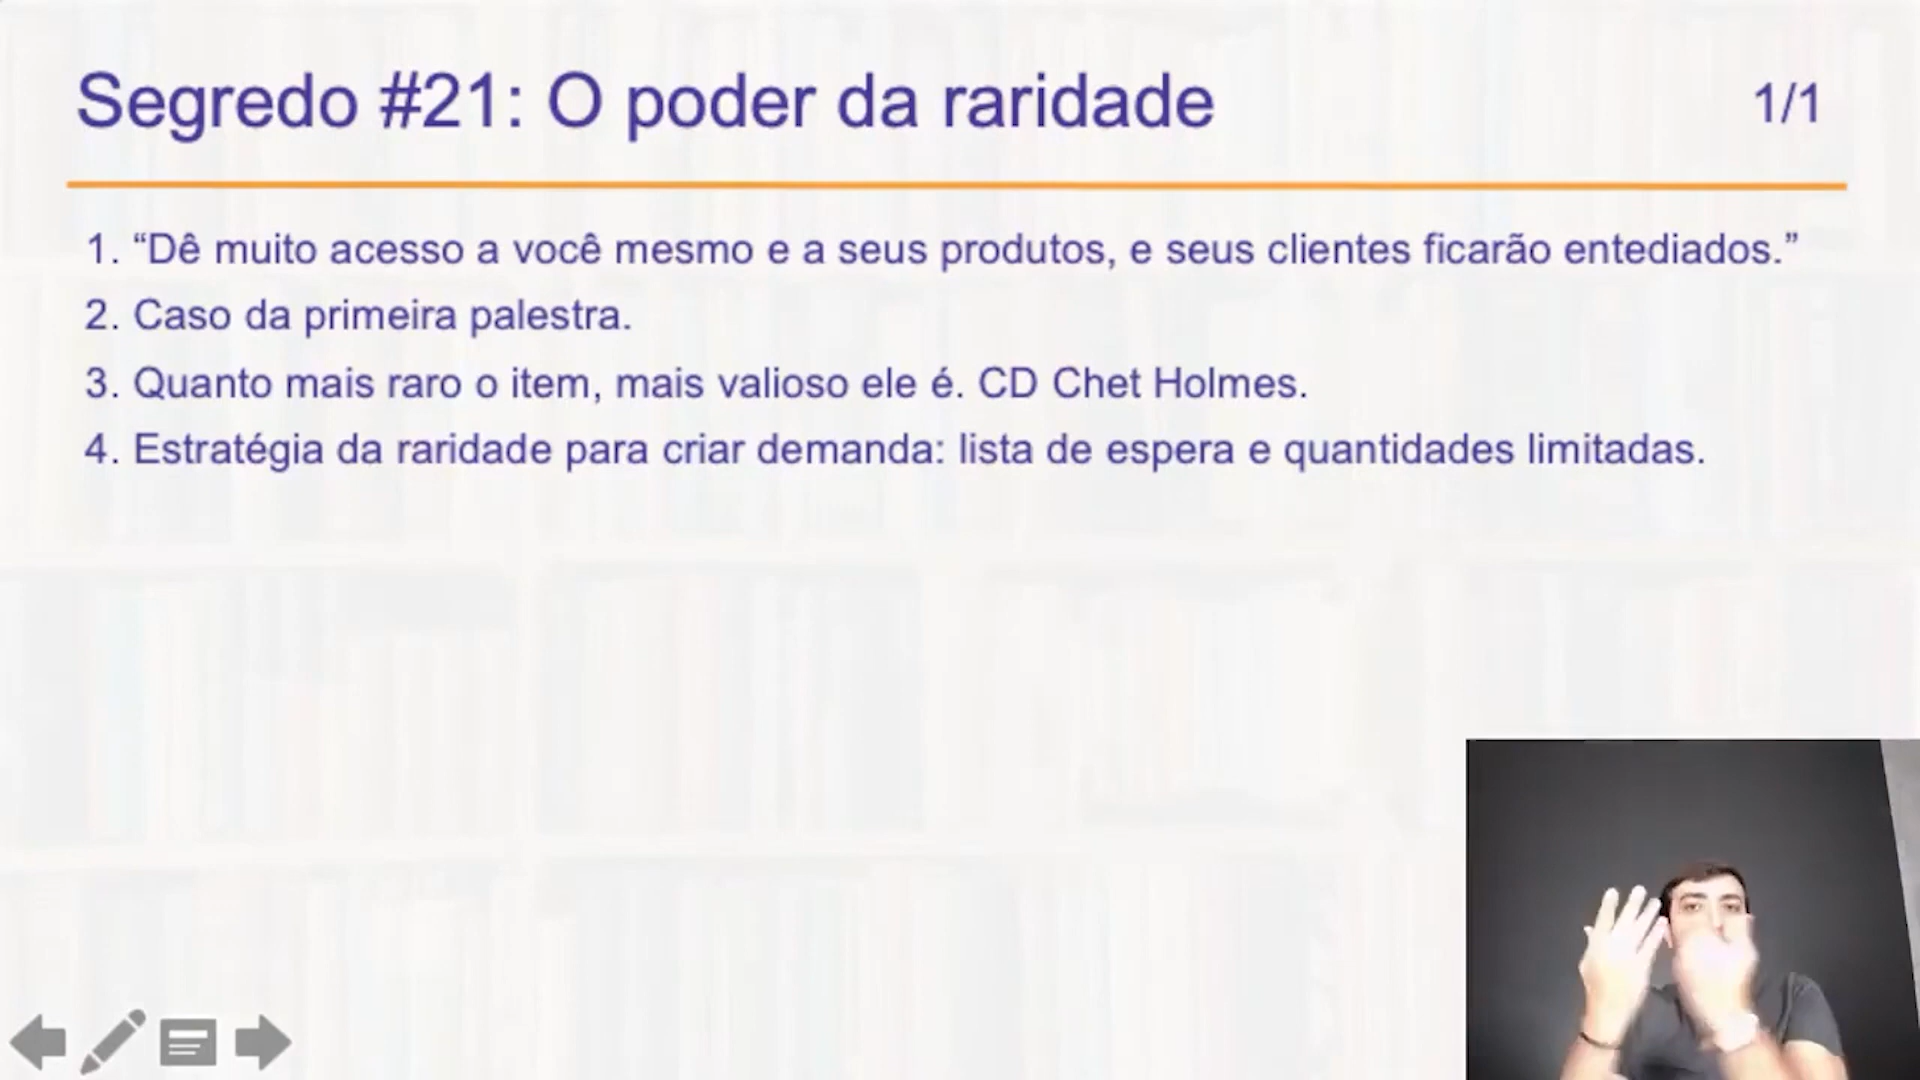 Segredo #21: O poder da raridade
1/1
1. “Dê muito acesso a você mesmo e a seus produtos, e seus clientes ficarão entediados.”
2. Caso da primeira palestra.
3. Quanto mais raro o item, mais valioso ele é. CD Chet Holmes.
4. Estratégia da raridade para criar demanda: lista de espera e quantidades limitadas.